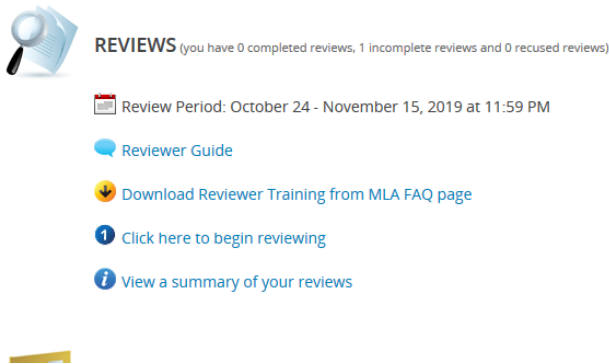 REVIEWS (you have 0 completed reviews, 1 incomplete reviews and 0 recused reviews)
Review Period: October 24 - November 15, 2019 at 11:59 PM
Reviewer Guide
Download Reviewer Training from MLA FAQ page
1 Click here to begin reviewing
i View a summary of your reviews